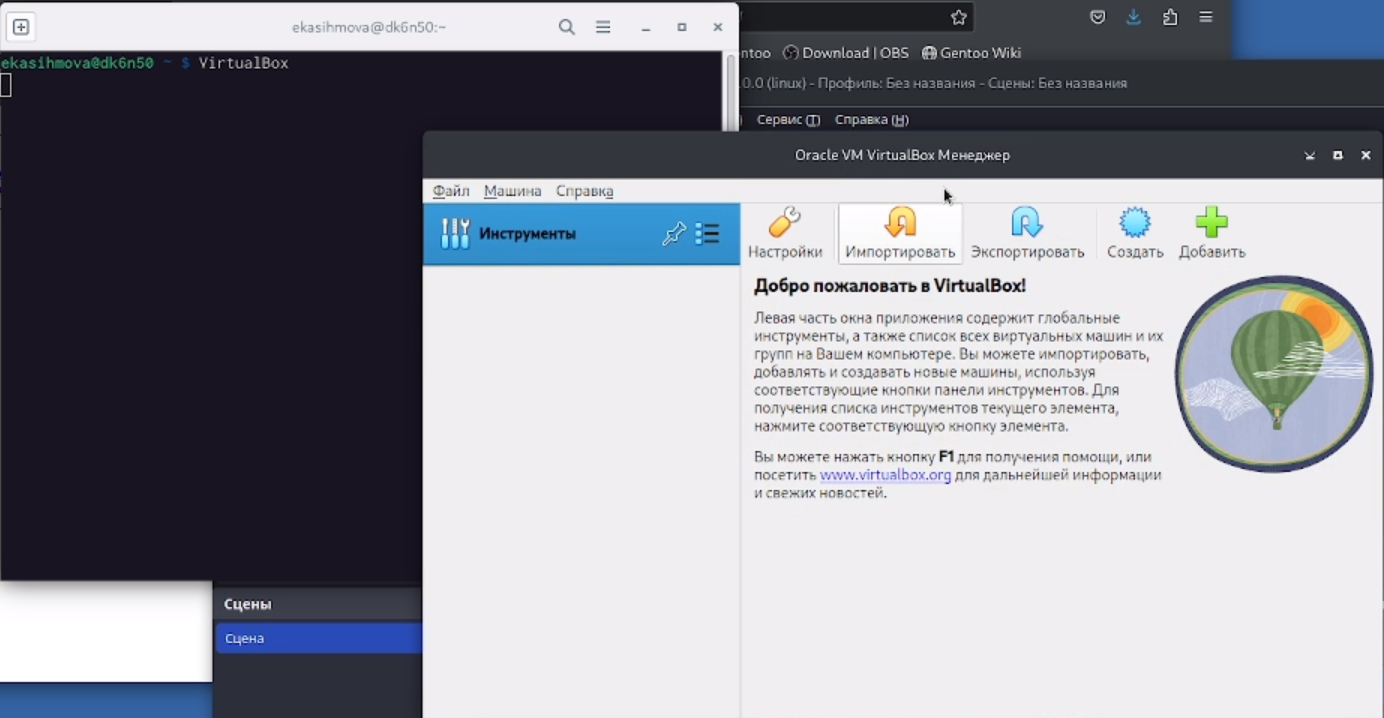 ekasihmova@dk6n50:~
ekasihmova@dk6n50 ~ $ VirtualBox
ntoo Download | OBS Gentoo Wiki
.0.0 (linux) - Профиль: Без названия - Сцены: Без названия
) Сервис (T) Справка (H)
Oracle VM VirtualBox Менеджер
Файл Машина Справка
Инструменты
Настройки Импортировать Экспортировать Создать Добавить
Добро пожаловать в VirtualBox!
Левая часть окна приложения содержит глобальные
инструменты, а также список всех виртуальных машин и их
групп на Вашем компьютере. Вы можете импортировать,
добавлять и создавать новые машины, используя
соответствующие кнопки панели инструментов. Для
получения списка инструментов текущего элемента,
нажмите соответствующую кнопку элемента.
Вы можете нажать кнопку F1 для получения помощи, или
посетить www.virtualbox.org для дальнейшей информации
и свежих новостей.
Сцены
Сцена